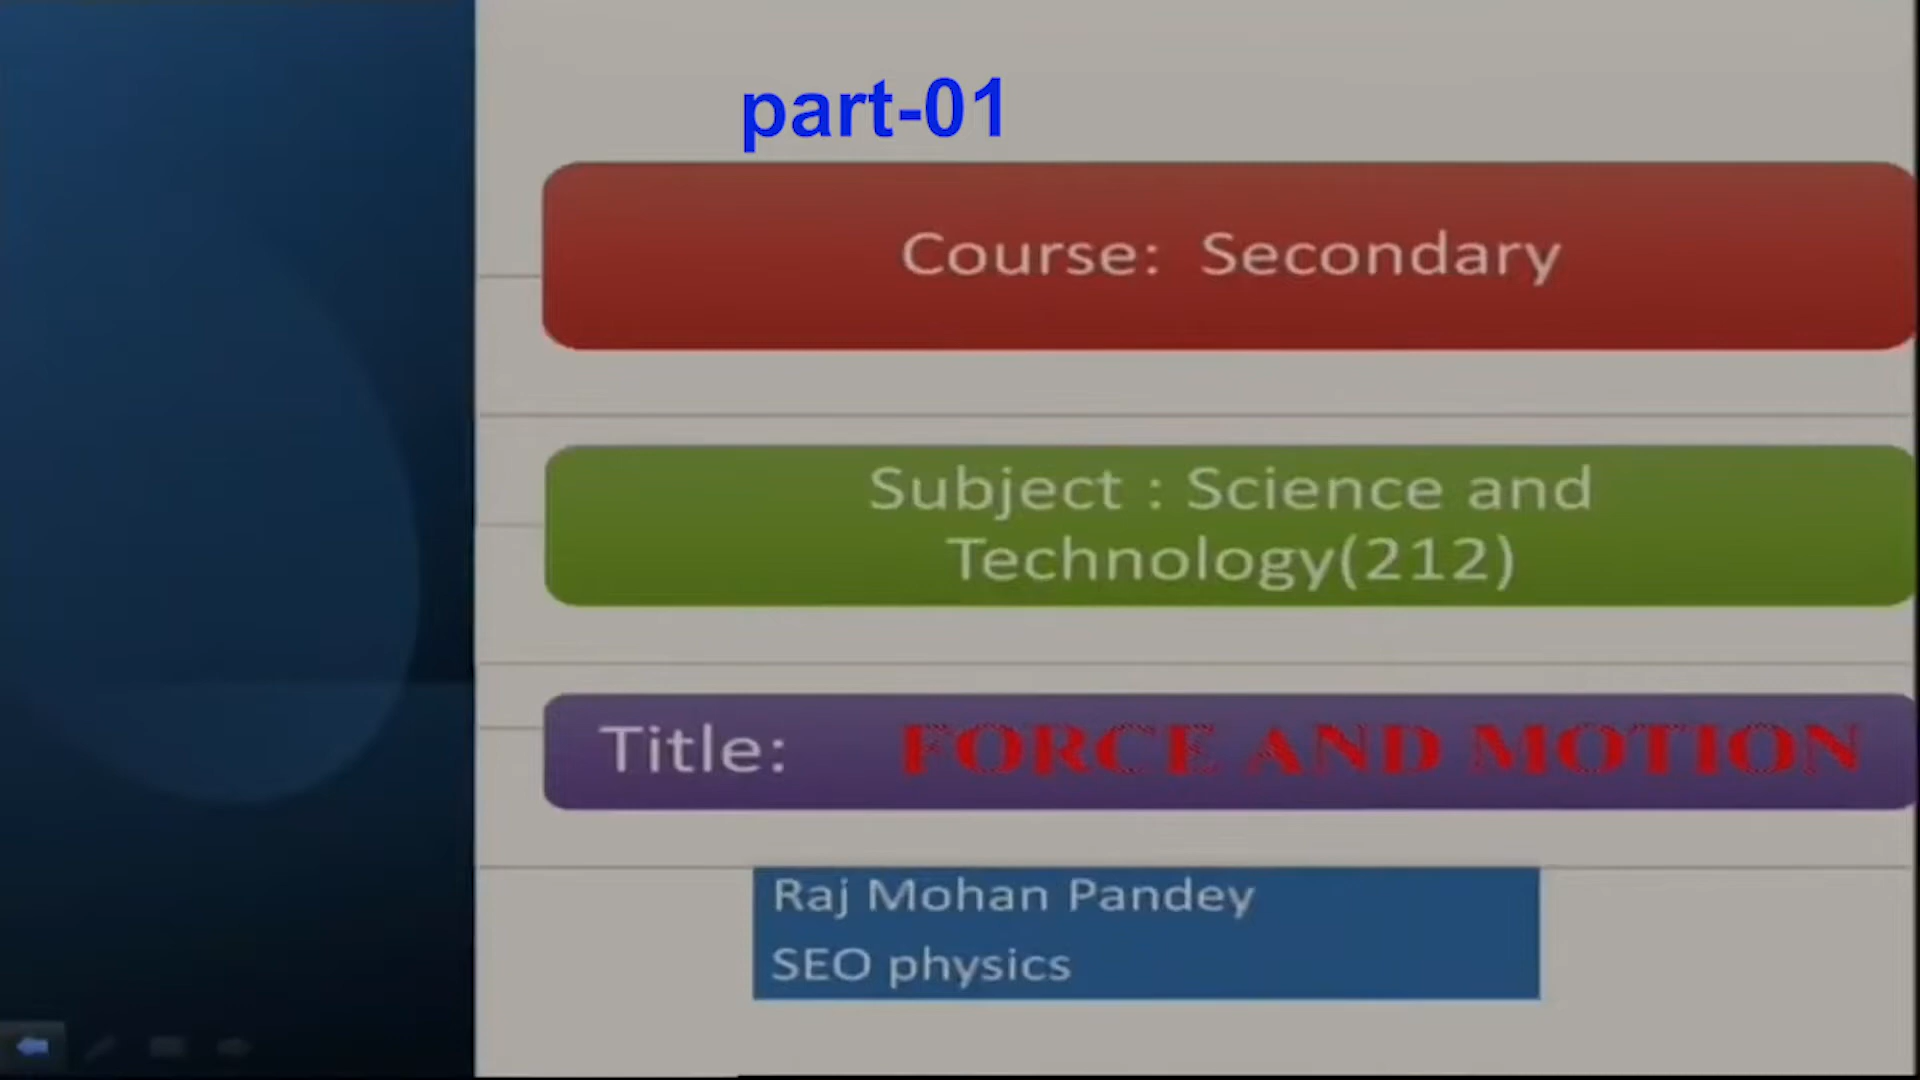 part-01
Course: Secondary
Subject : Science and
Technology(212)
Title: FORCE AND MOTION
Raj Mohan Pandey
SEO physics